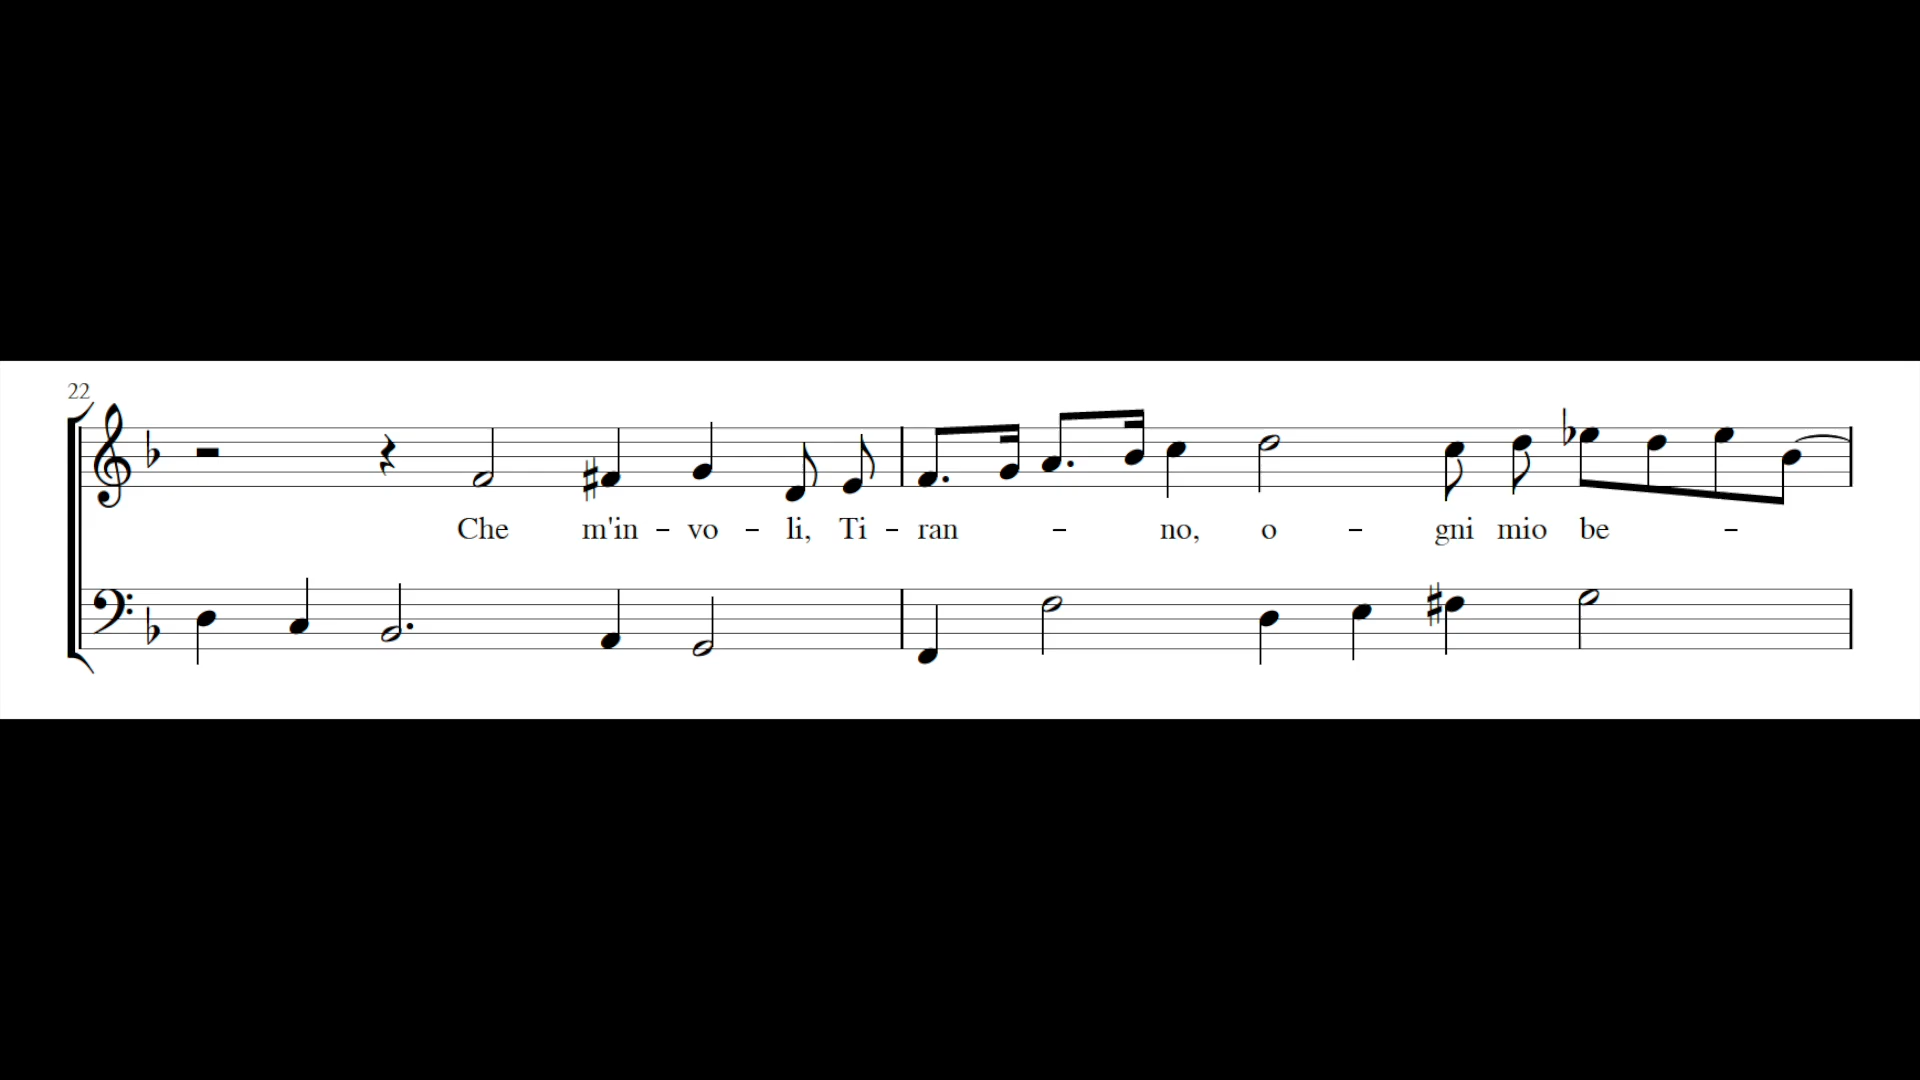 22
Che m'in - vo - li, Ti - ran - no, o - gni mio be -